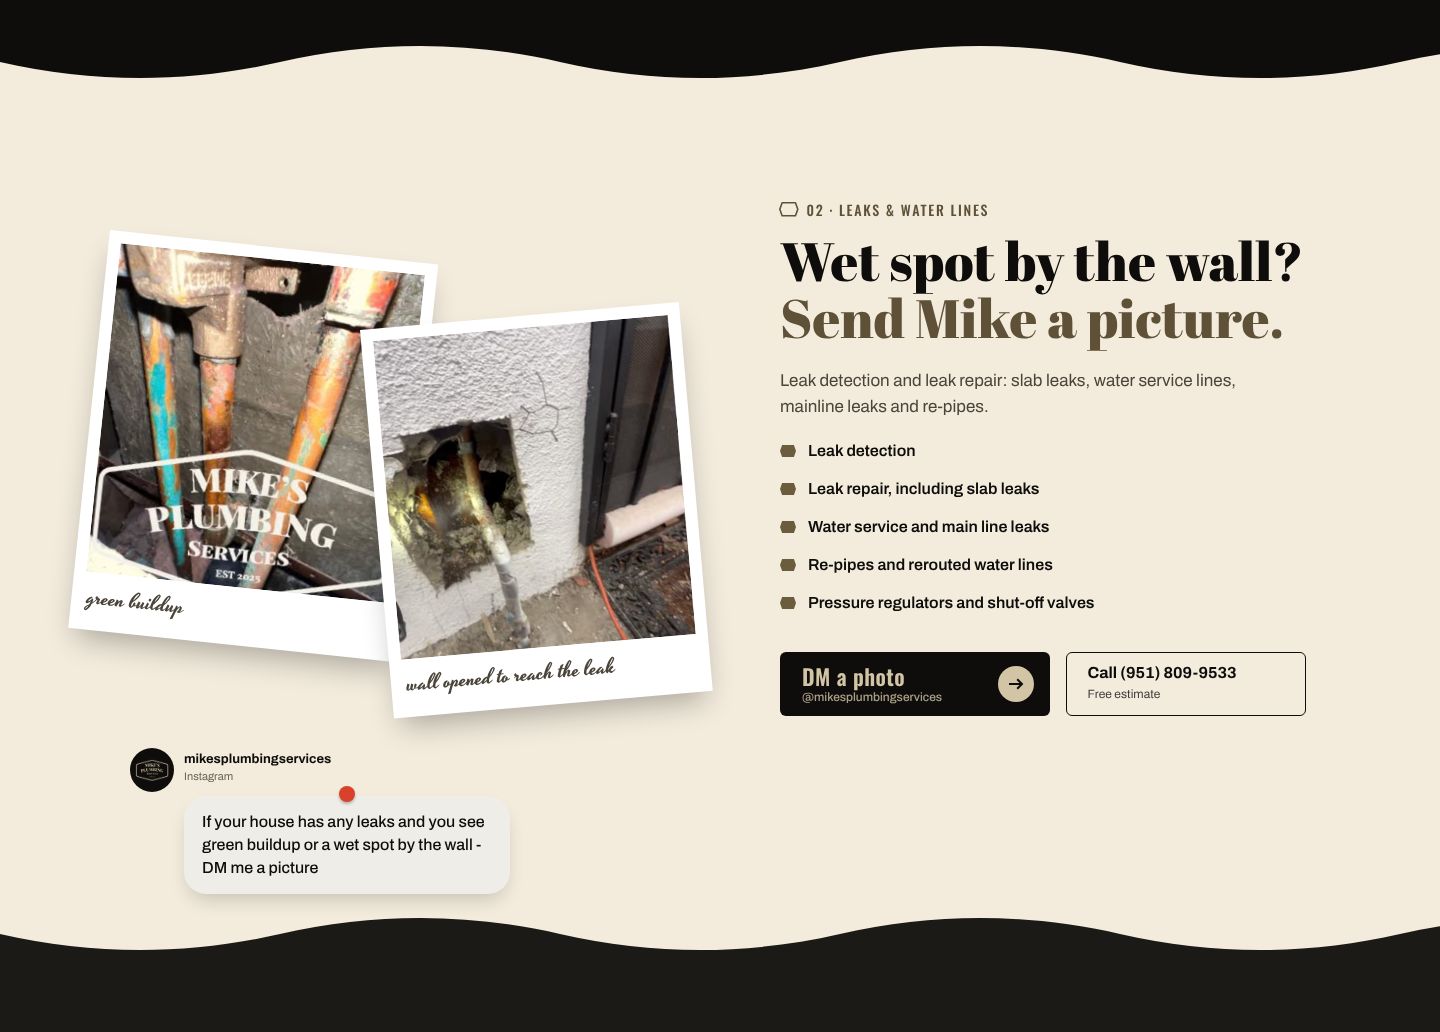 02 · LEAKS & WATER LINES
Wet spot by the wall?
Send Mike a picture.
Leak detection and leak repair: slab leaks, water service lines,
mainline leaks and re-pipes.
Leak detection
Leak repair, including slab leaks
Water service and main line leaks
Re-pipes and rerouted water lines
Pressure regulators and shut-off valves
DM a photo
@mikesplumbingservices
Call (951) 809-9533
Free estimate
MIKE'S
PLUMBING
SERVICES
EST 2025
green buildup
wall opened to reach the leak
mikesplumbingservices
Instagram
If your house has any leaks and you see
green buildup or a wet spot by the wall -
DM me a picture